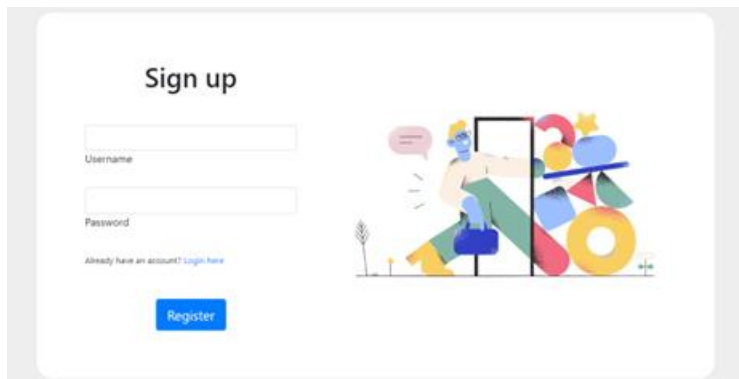 Sign up
Username
Password
Already have an account? Login here
Register